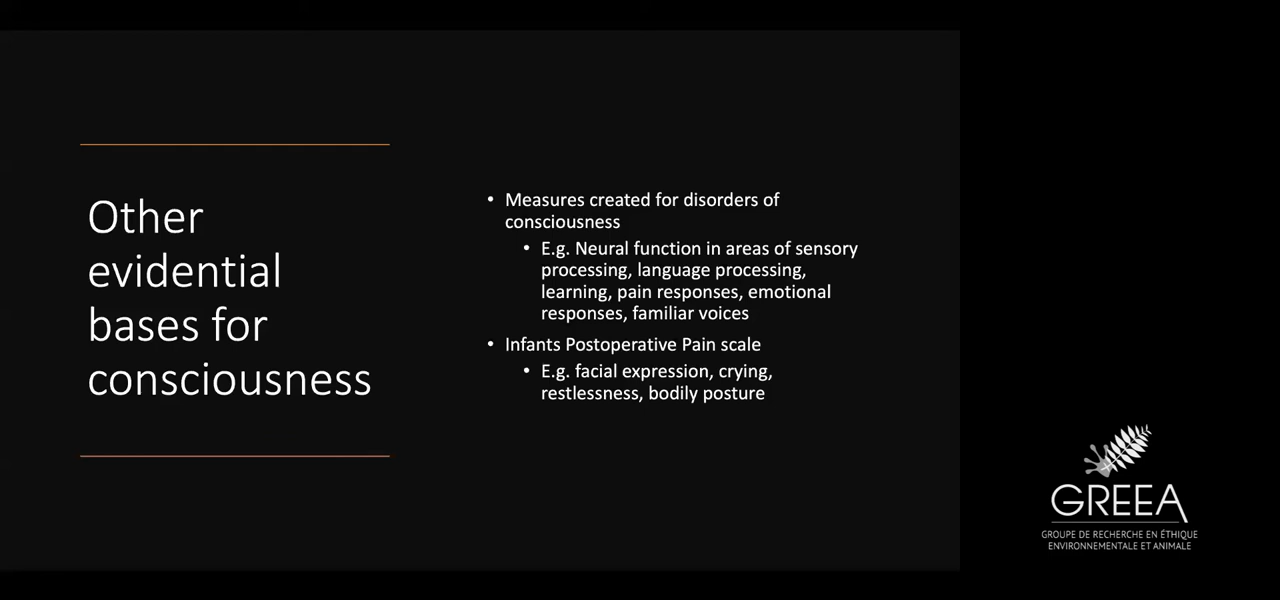 Other
evidential
bases for
consciousness
• Measures created for disorders of
consciousness
• E.g. Neural function in areas of sensory
processing, language processing,
learning, pain responses, emotional
responses, familiar voices
• Infants Postoperative Pain scale
• E.g. facial expression, crying,
restlessness, bodily posture
GREEA
GROUPE DE RECHERCHE EN ÉTHIQUE
ENVIRONNEMENTALE ET ANIMALE